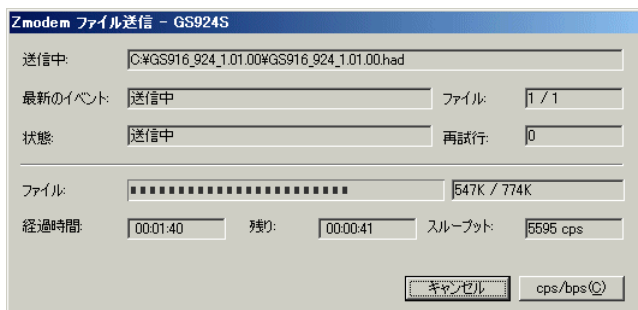 Zmodem ファイル送信 - GS924S
送信中: C:¥GS916_924_1.01.00¥GS916_924_1.01.00.had
最新のイベント: 送信中 ファイル: 1 / 1
状態: 送信中 再試行: 0
ファイル: 547K / 774K
経過時間: 00:01:40 残り: 00:00:41 スループット: 5595 cps
キャンセル cps/bps(C)